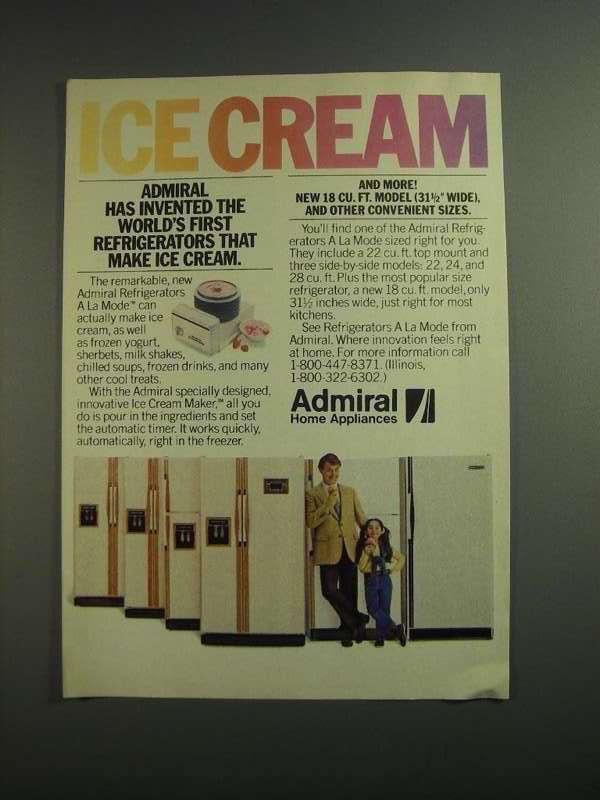 ICE CREAM
ADMIRAL
HAS INVENTED THE
WORLD'S FIRST
REFRIGERATORS THAT
MAKE ICE CREAM.
The remarkable, new
Admiral Refrigerators
A La Mode™ can
actually make ice
cream, as well
as frozen yogurt,
sherbets, milk shakes,
chilled soups, frozen drinks, and many
other cool treats.
With the Admiral specially designed,
innovative Ice Cream Maker,™ all you
do is pour in the ingredients and set
the automatic timer. It works quickly,
automatically, right in the freezer.
AND MORE!
NEW 18 CU. FT. MODEL (31½" WIDE),
AND OTHER CONVENIENT SIZES.
You'll find one of the Admiral Refrig-
erators A La Mode sized right for you.
They include a 22 cu. ft. top mount and
three side-by-side models: 22, 24, and
28 cu. ft. Plus the most popular size
refrigerator, a new 18 cu. ft. model, only
31½ inches wide, just right for most
kitchens.
See Refrigerators A La Mode from
Admiral. Where innovation feels right
at home. For more information call
1-800-447-8371. (Illinois,
1-800-322-6302.)
Admiral
Home Appliances